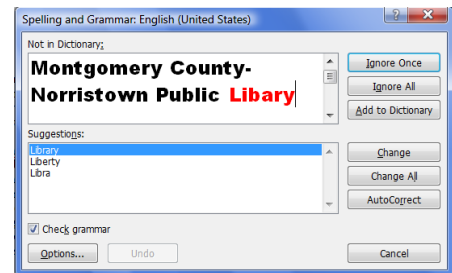 Spelling and Grammar: English (United States)
Not in Dictionary:
Montgomery County-
Norristown Public Libary
Ignore Once
Ignore All
Add to Dictionary
Suggestions:
Library
Liberty
Libra
Change
Change All
AutoCorrect
Check grammar
Options...
Undo
Cancel